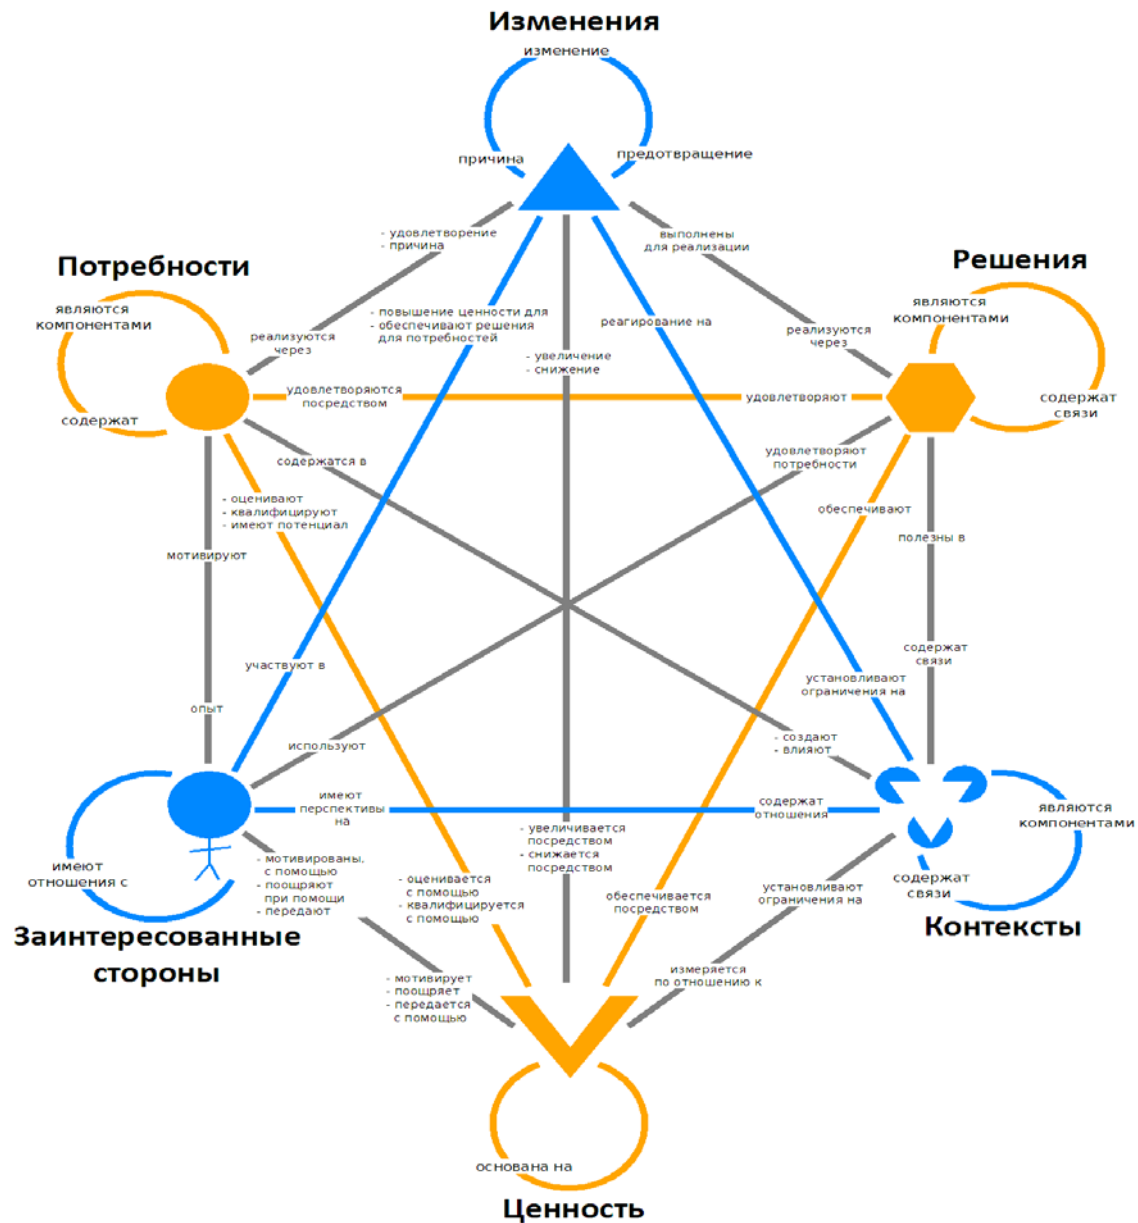 Изменения
изменение
причина
предотвращение
- удовлетворение
- причина
выполнены
для реализации
Потребности
Решения
являются
компонентами
содержат
реализуются
через
- повышение ценности для
- обеспечивают решения
для потребностей
реагирование на
- увеличение
- снижение
реализуются
через
являются
компонентами
содержат
связи
удовлетворяются
посредством
удовлетворяют
содержатся в
удовлетворяют
потребности
- оценивают
- квалифицируют
- имеют потенциал
обеспечивают
мотивируют
полезны в
участвуют в
содержат
связи
установливают
ограничения на
опыт
используют
- создают
- влияют
имеют
перспективы
на
содержат
отношения
являются
компонентами
имеют
отношения с
- мотивированы,
с помощью
- поощряют
при помощи
- передают
- увеличивается
посредством
- снижается
посредством
- оценивается
с помощью
- квалифицируется
с помощью
обеспечивается
посредством
установливают
ограничения на
содержат
связи
Заинтересованные
стороны
Контексты
- мотивирует
- поощряет
- передается
с помощью
измеряется
по отношению к
основана на
Ценность